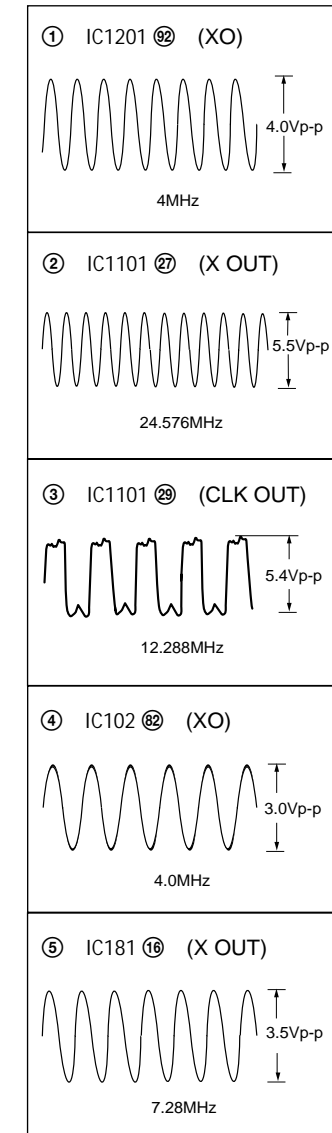 ① IC1201 ㉜ (XO)
4.0Vp-p
4MHz
② IC1101 ㉗ (X OUT)
5.5Vp-p
24.576MHz
③ IC1101 ㉙ (CLK OUT)
5.4Vp-p
12.288MHz
④ IC102 82 (XO)
3.0Vp-p
4.0MHz
⑤ IC181 ⑯ (X OUT)
3.5Vp-p
7.28MHz